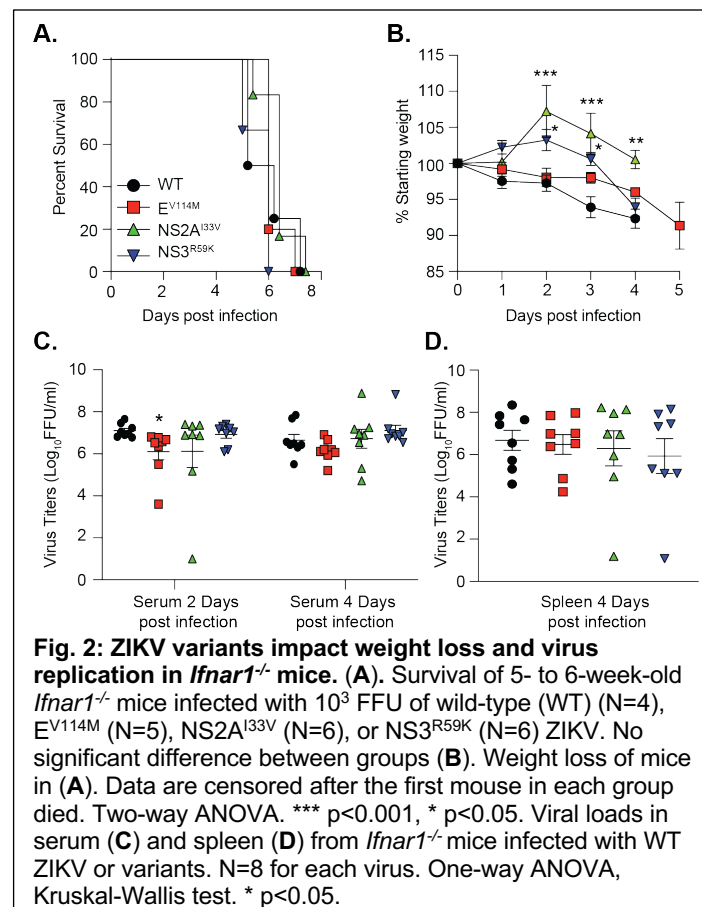 A.
100
80
60
40
20
0
Percent Survival
WT
E^V114M
NS2A^I33V
NS3^R59K
0 2 4 6 8
Days post infection
B.
115
110
105
100
95
90
85
% Starting weight
***
***
**
*
*
0 1 2 3 4 5
Days post infection
C.
10
8
6
4
2
0
Virus Titers (Log₁₀FFU/ml)
*
Serum 2 Days
post infection
Serum 4 Days
post infection
D.
10
8
6
4
2
0
Virus Titers (Log₁₀FFU/ml)
Spleen 4 Days
post infection
Fig. 2: ZIKV variants impact weight loss and virus
replication in Ifnar1⁻/⁻ mice. (A). Survival of 5- to 6-week-old
Ifnar1⁻/⁻ mice infected with 10³ FFU of wild-type (WT) (N=4),
E^V114M (N=5), NS2A^I33V (N=6), or NS3^R59K (N=6) ZIKV. No
significant difference between groups (B). Weight loss of mice
in (A). Data are censored after the first mouse in each group
died. Two-way ANOVA. *** p<0.001, * p<0.05. Viral loads in
serum (C) and spleen (D) from Ifnar1⁻/⁻ mice infected with WT
ZIKV or variants. N=8 for each virus. One-way ANOVA,
Kruskal-Wallis test. * p<0.05.